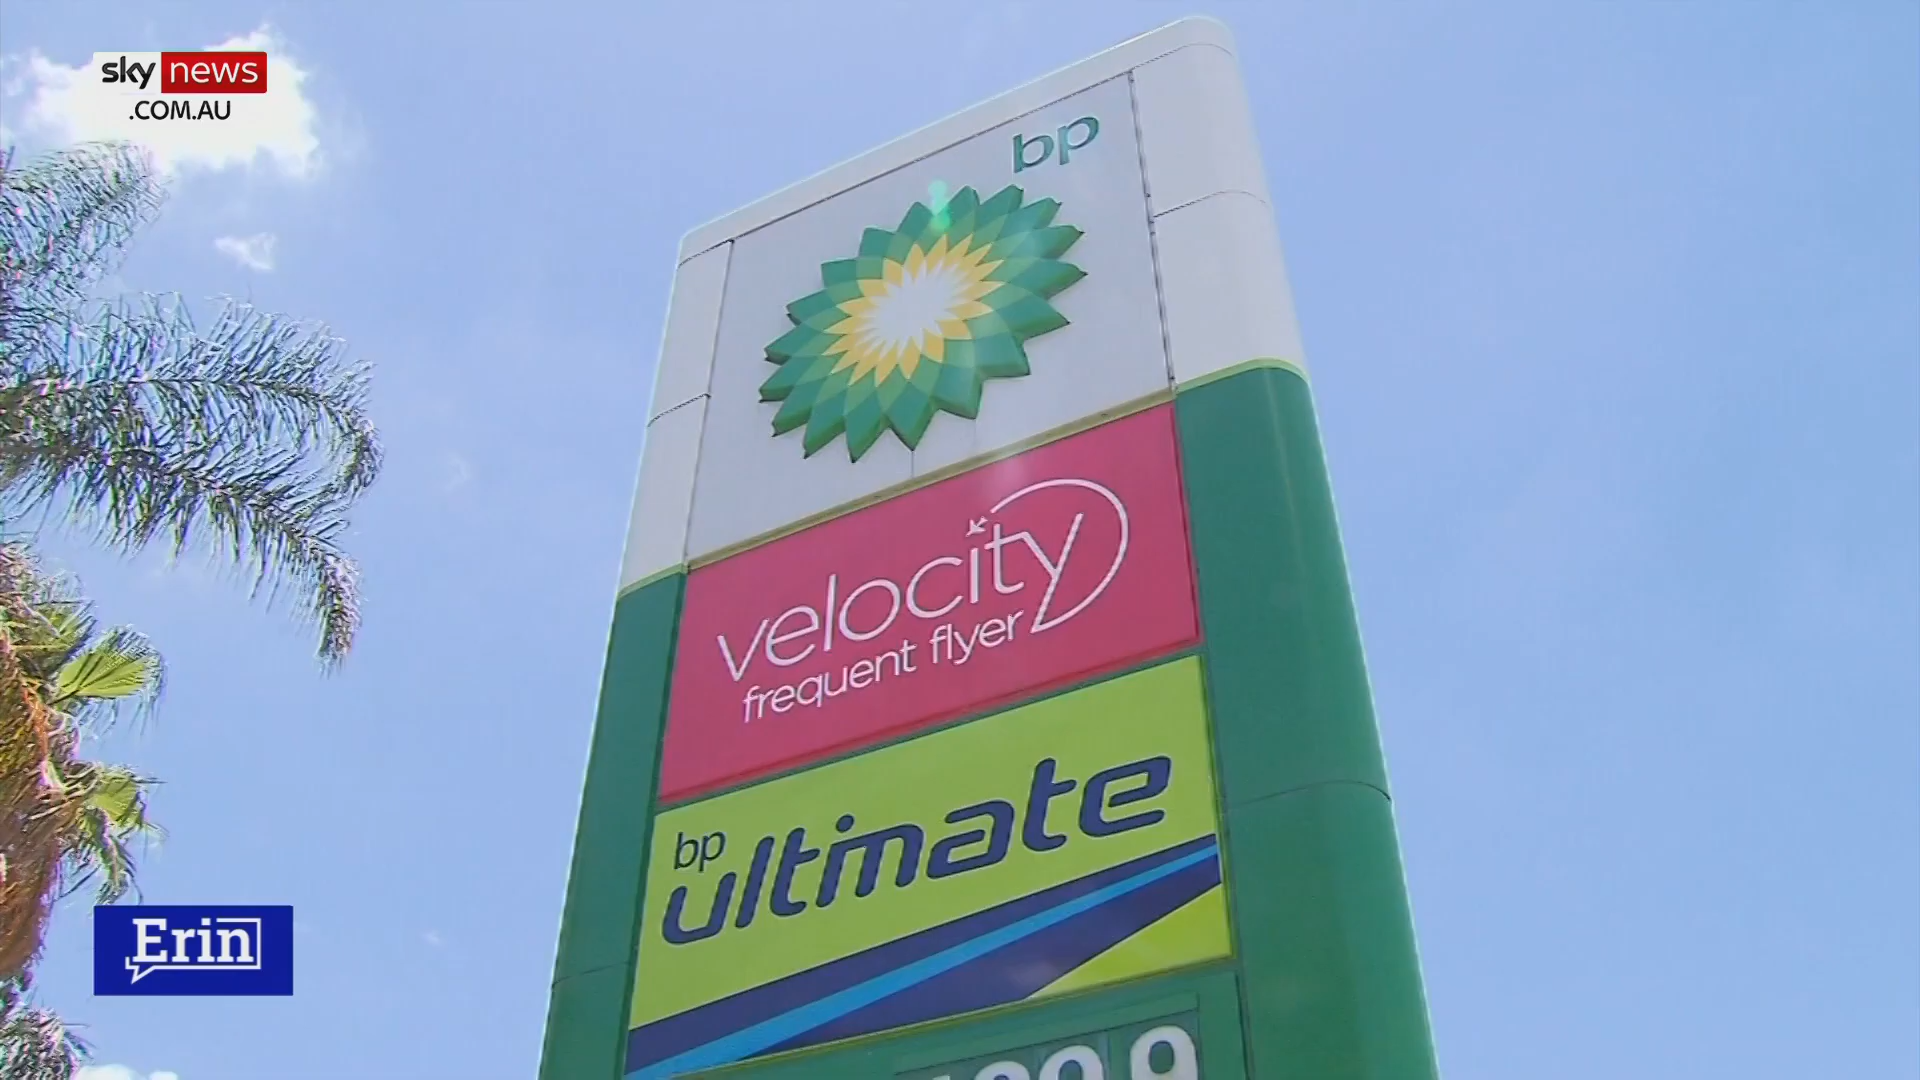 sky news
.COM.AU
bp
velocity
frequent flyer
bp
ultimate
Erin